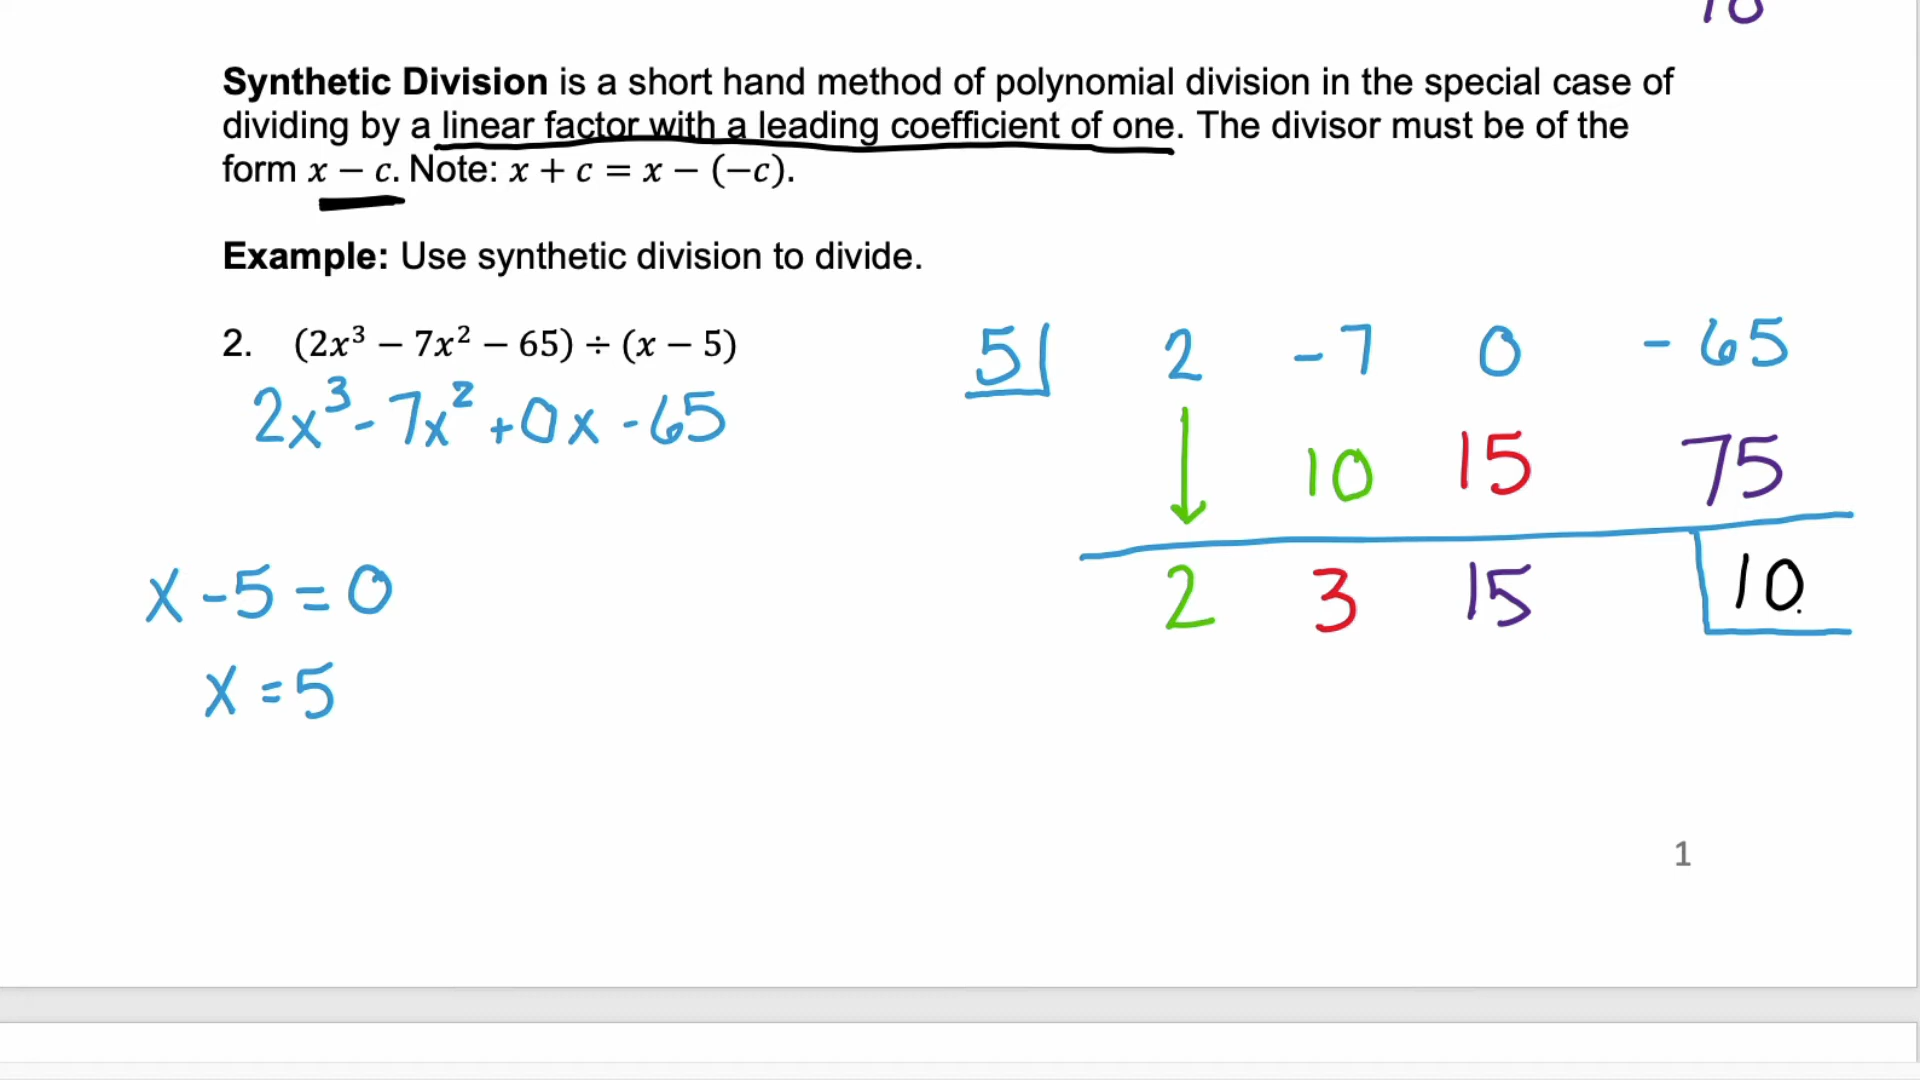 10
Synthetic Division is a short hand method of polynomial division in the special case of
dividing by a linear factor with a leading coefficient of one. The divisor must be of the
form x − c. Note: x + c = x − (−c).
Example: Use synthetic division to divide.
2. (2x³ − 7x² − 65) ÷ (x − 5)
2x³ - 7x² + 0x - 65
x - 5 = 0
x = 5
5| 2 -7 0 -65
10 15 75
2 3 15 10
1